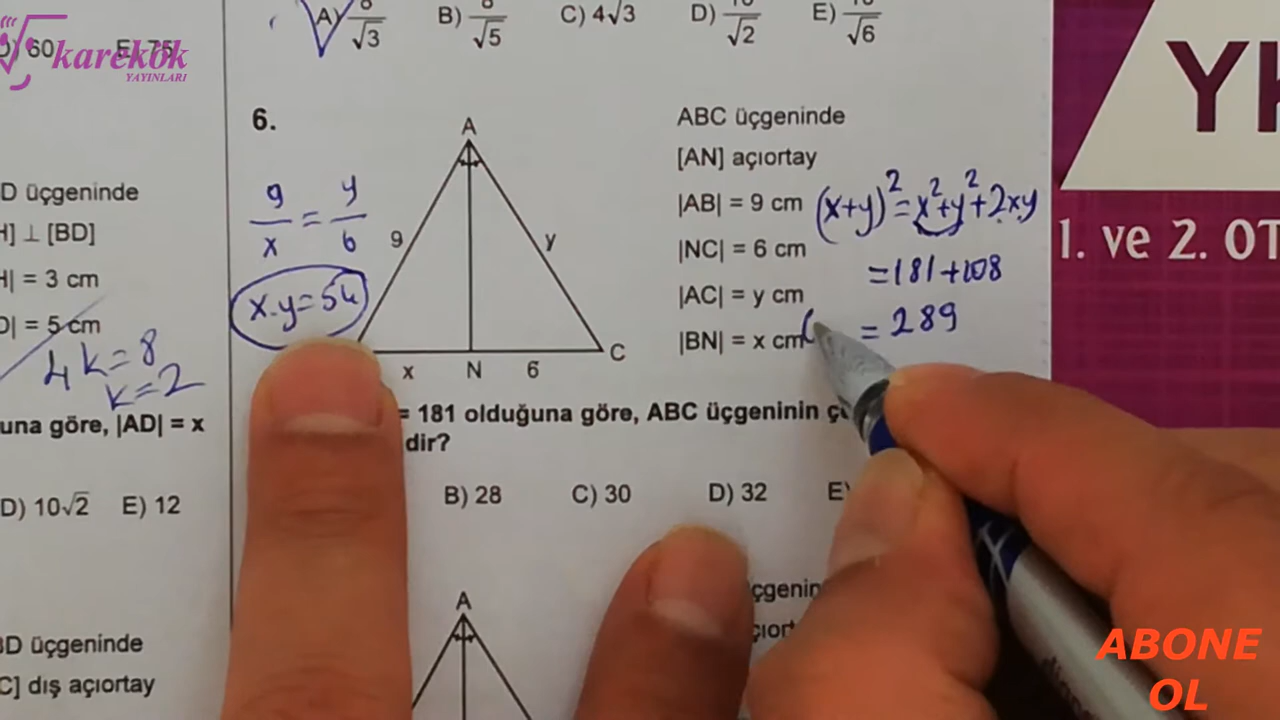 A) 8/√3 B) 8/√5 C) 4√3 D) /√2 E) /√6
60 E) 75
karekök
YAYINLARI
D üçgeninde
H] ⊥ [BD]
H| = 3 cm
D| = 5 cm
4k=8
k=2
una göre, |AD| = x
D) 10√2 E) 12
BD üçgeninde
C] dış açıortay
6.
9/x = y/6
x.y=54
A
9
y
x
N
6
C
ABC üçgeninde
[AN] açıortay
|AB| = 9 cm
|NC| = 6 cm
|AC| = y cm
|BN| = x cm
(x+y)²=x²+y²+2xy
=181+108
= 289
(
= 181 olduğuna göre, ABC üçgeninin
dir?
B) 28 C) 30 D) 32 E)
A
çgenin
1. ve 2. OT
ABONE
OL